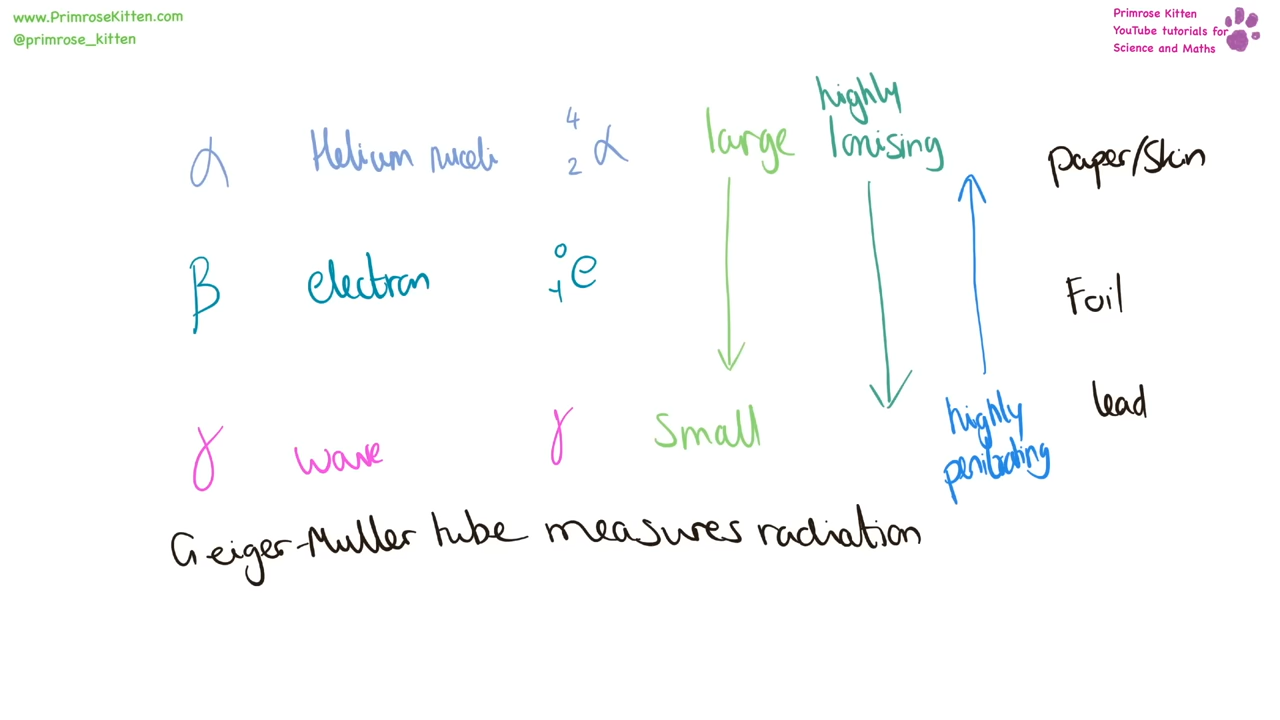 www.PrimroseKitten.com
@primrose_kitten
Primrose Kitten
YouTube tutorials for
Science and Maths
α Helium nuceli ⁴₂α large highly Ionising paper/skin
β electron ⁰₋₁e Foil
γ wave γ small highly penitrating lead
Geiger-Muller tube measures radiation